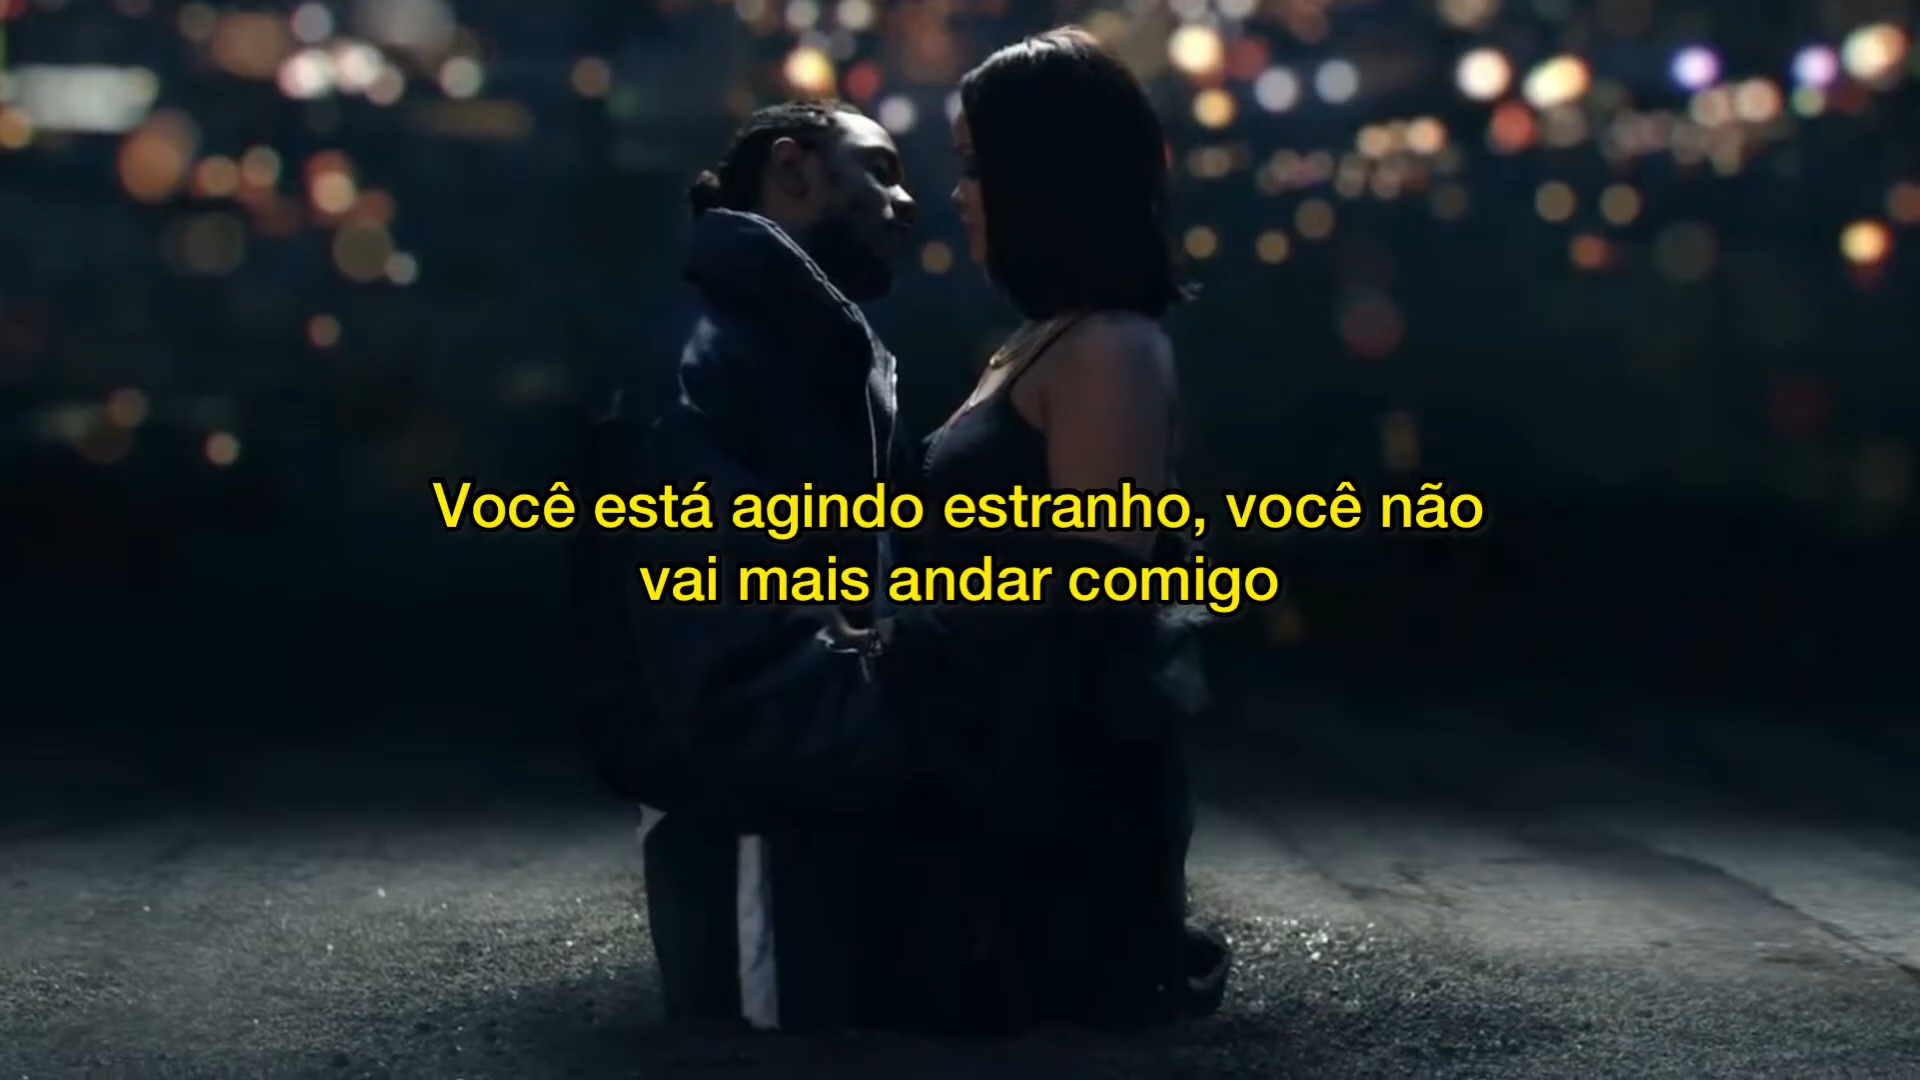 Você está agindo estranho, você não
vai mais andar comigo